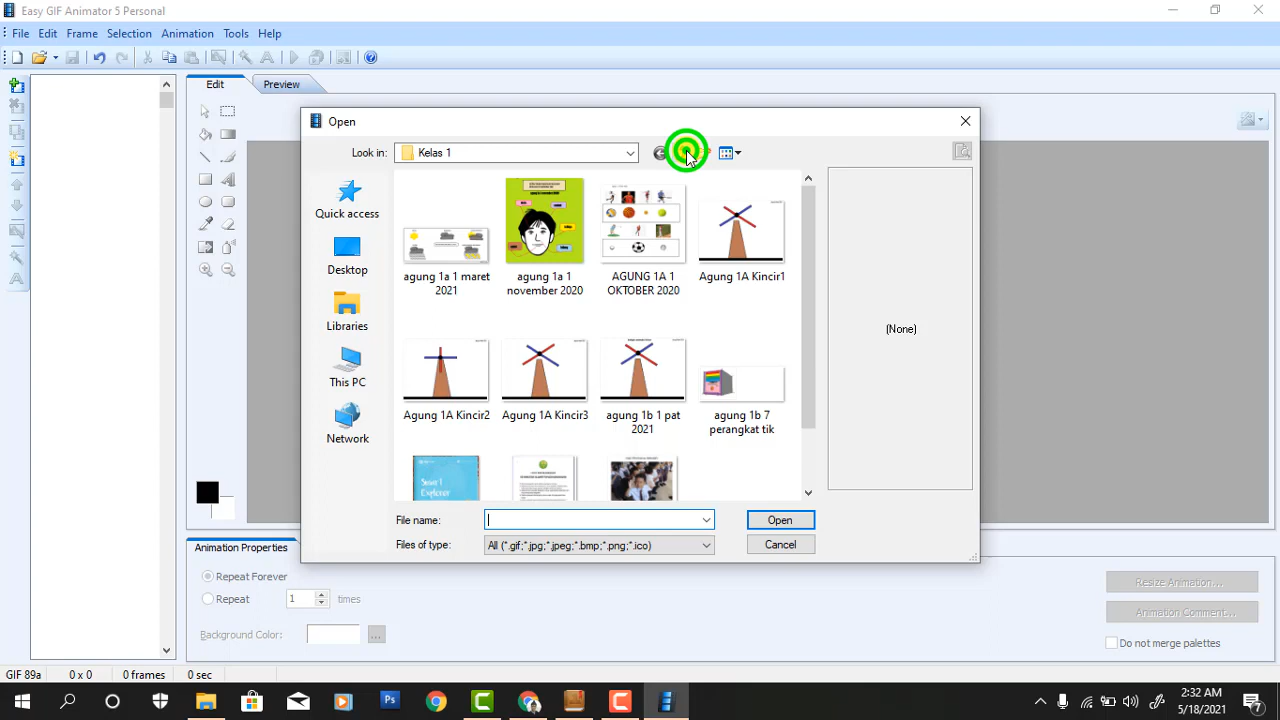 Easy GIF Animator 5 Personal
File Edit Frame Selection Animation Tools Help
Edit Preview
Open
Look in: Kelas 1
Quick access
Desktop
Libraries
This PC
Network
agung 1a 1 maret
2021
agung 1a 1
november 2020
AGUNG 1A 1
OKTOBER 2020
Agung 1A Kincir1
Agung 1A Kincir2
Agung 1A Kincir3
agung 1b 1 pat
2021
agung 1b 7
perangkat tik
(None)
File name:
Open
Files of type: All (*.gif;*.jpg;*.jpeg;*.bmp;*.png;*.ico)
Cancel
Animation Properties
Repeat Forever
Repeat 1 times
Background Color: ...
Resize Animation...
Animation Comment...
Do not merge palettes
GIF 89a 0 x 0 0 frames 0 sec
Ps
2:32 AM
5/18/2021
7